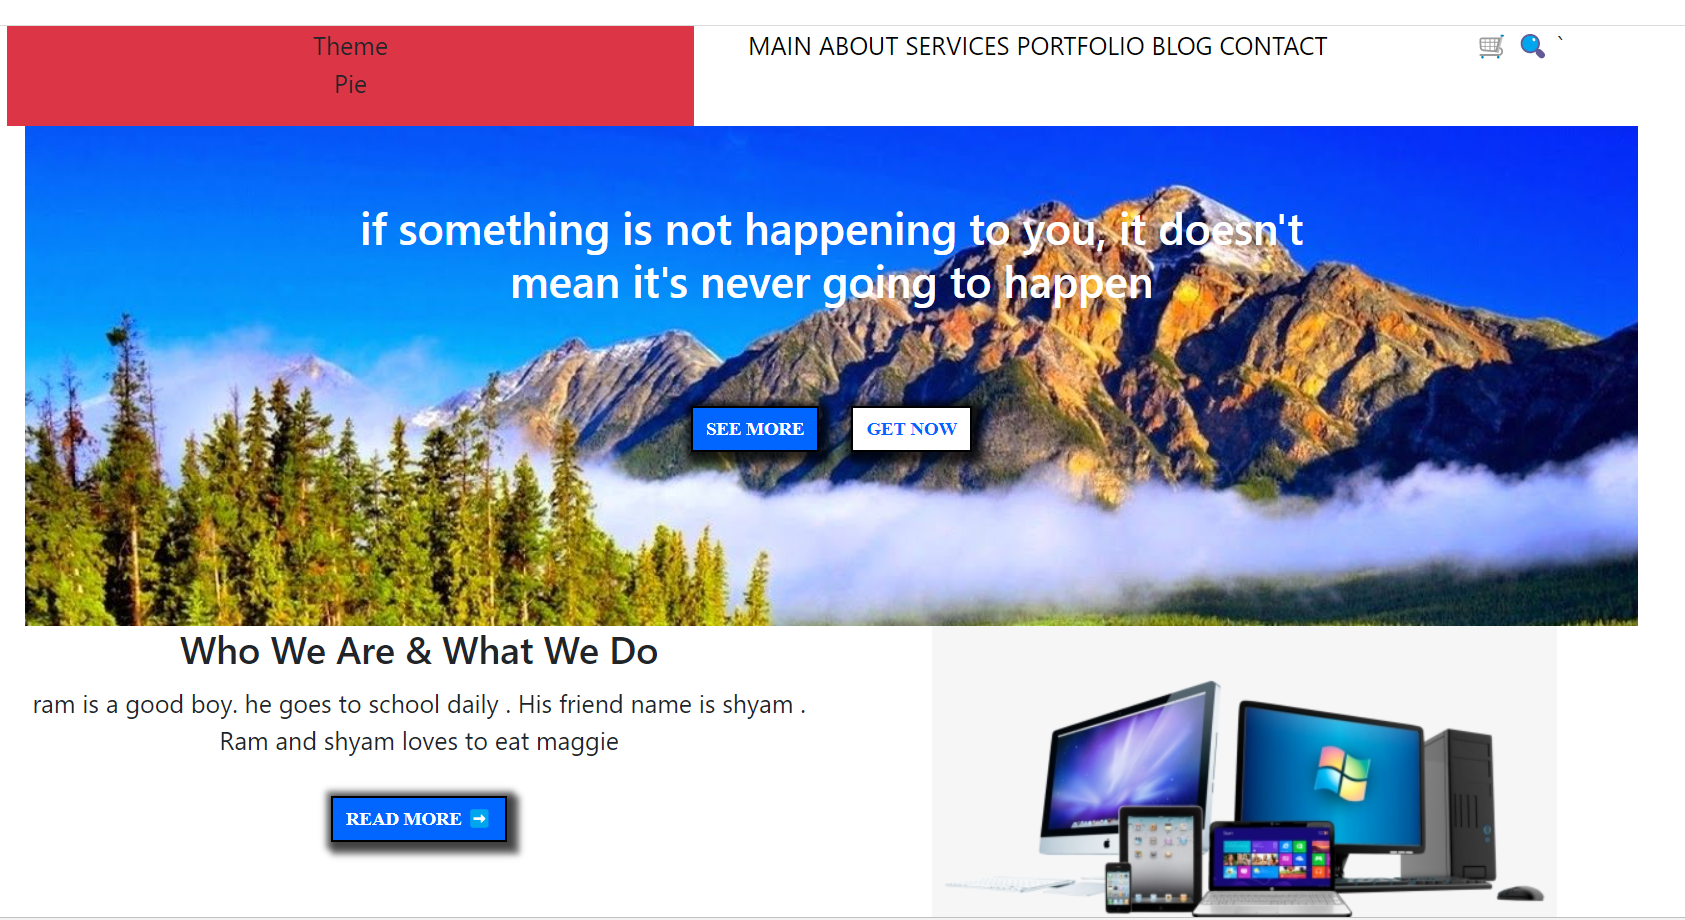 Theme
Pie
MAIN ABOUT SERVICES PORTFOLIO BLOG CONTACT
`
if something is not happening to you, it doesn't
mean it's never going to happen
SEE MORE
GET NOW
Who We Are & What We Do
ram is a good boy. he goes to school daily . His friend name is shyam .
Ram and shyam loves to eat maggie
READ MORE